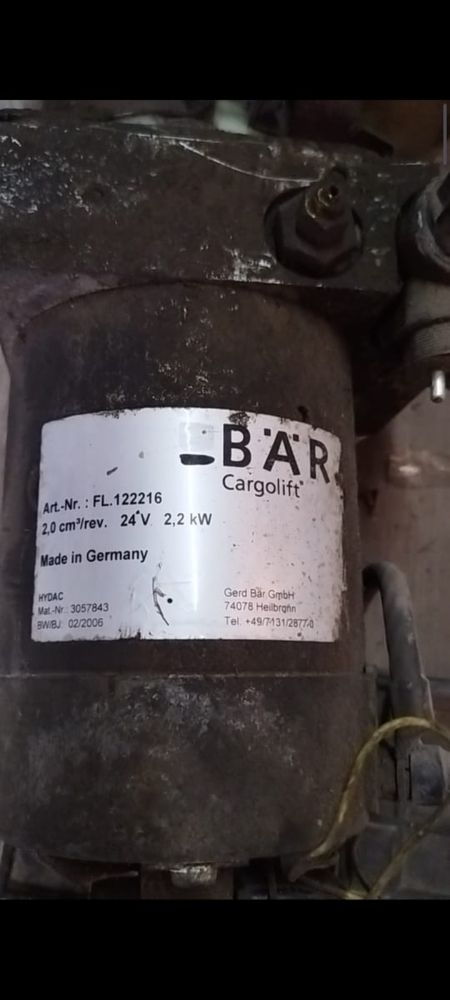 BÄR
Cargolift
Art.-Nr. : FL.122216
2,0 cm³/rev. 24 V 2,2 kW
Made in Germany
HYDAC
Mat.-Nr.: 3057843
BW/BJ: 02/2006
Gerd Bär GmbH
74078 Heilbronn
Tel. +49/7131/2877-0